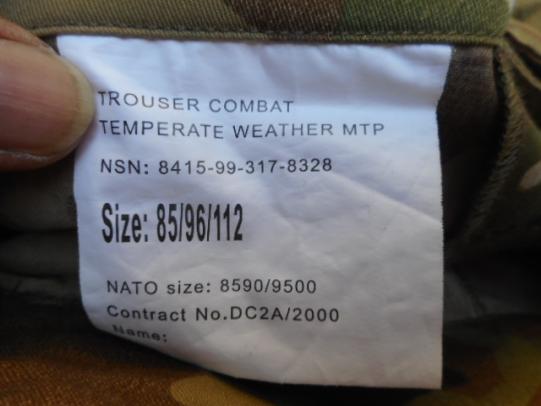 TROUSER COMBAT
TEMPERATE WEATHER MTP
NSN: 8415-99-317-8328
Size: 85/96/112
NATO size: 8590/9500
Contract No.DC2A/2000
Name: